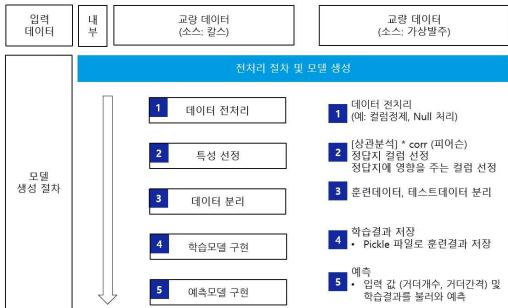 입력
데이터
내
부
교량 데이터
(소스: 칼스)
교량 데이터
(소스: 가상발주)
전처리 절차 및 모델 생성
모델
생성 절차
1 데이터 전처리
1 데이터 전처리
(예: 컬럼정제, Null 처리)
2 특성 선정
2 [상관분석] * corr (피어슨)
정답지 컬럼 선정
정답지에 영향을 주는 컬럼 선정
3 데이터 분리
3 훈련데이터, 테스트데이터 분리
4 학습모델 구현
4 학습결과 저장
• Pickle 파일로 훈련결과 저장
5 예측모델 구현
5 예측
• 입력 값 (거더개수, 거더간격) 및
학습결과를 불러와 예측